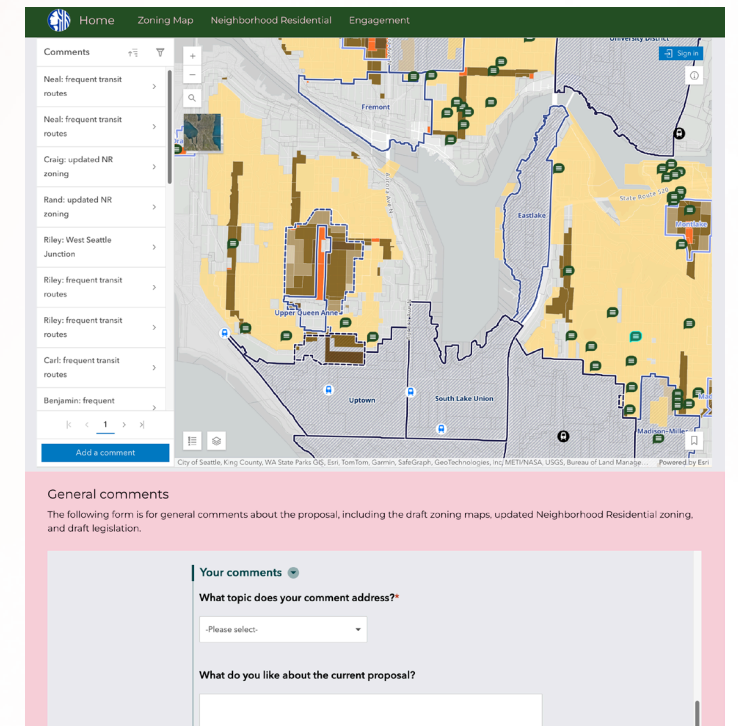 Home Zoning Map Neighborhood Residential Engagement
Comments
Neal: frequent transit
routes
Neal: frequent transit
routes
Craig: updated NR
zoning
Rand: updated NR
zoning
Riley: West Seattle
Junction
Riley: frequent transit
routes
Riley: frequent transit
routes
Carl: frequent transit
routes
Benjamin: frequent
1
Add a comment
University District
Sign in
Fremont
Aurora Ave N
State Route 520
Eastlake
Montlake
Upper Queen Anne
Uptown
South Lake Union
Madison-Miller
City of Seattle, King County, WA State Parks GIS, Esri, TomTom, Garmin, SafeGraph, GeoTechnologies, Inc, METI/NASA, USGS, Bureau of Land Manage... Powered by Esri
General comments
The following form is for general comments about the proposal, including the draft zoning maps, updated Neighborhood Residential zoning,
and draft legislation.
Your comments
What topic does your comment address?*
-Please select-
What do you like about the current proposal?